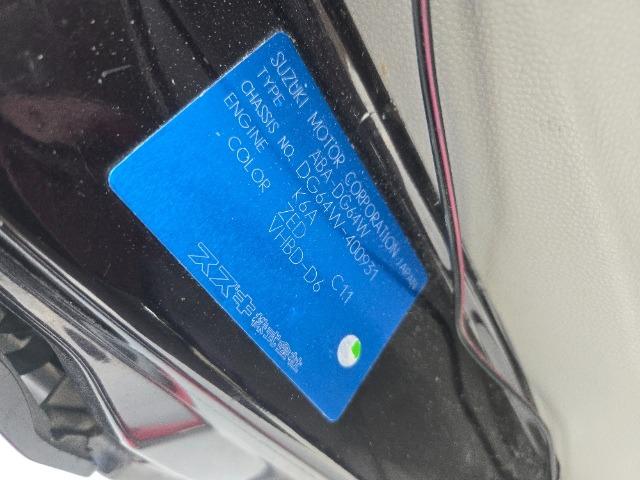 SUZUKI MOTOR CORPORATION JAPAN
TYPE ABA-DG64W
CHASSIS NO. DG64W-400931
ENGINE K6A
COLOR ZED C11
VHBD-D6
スズキ株式会社